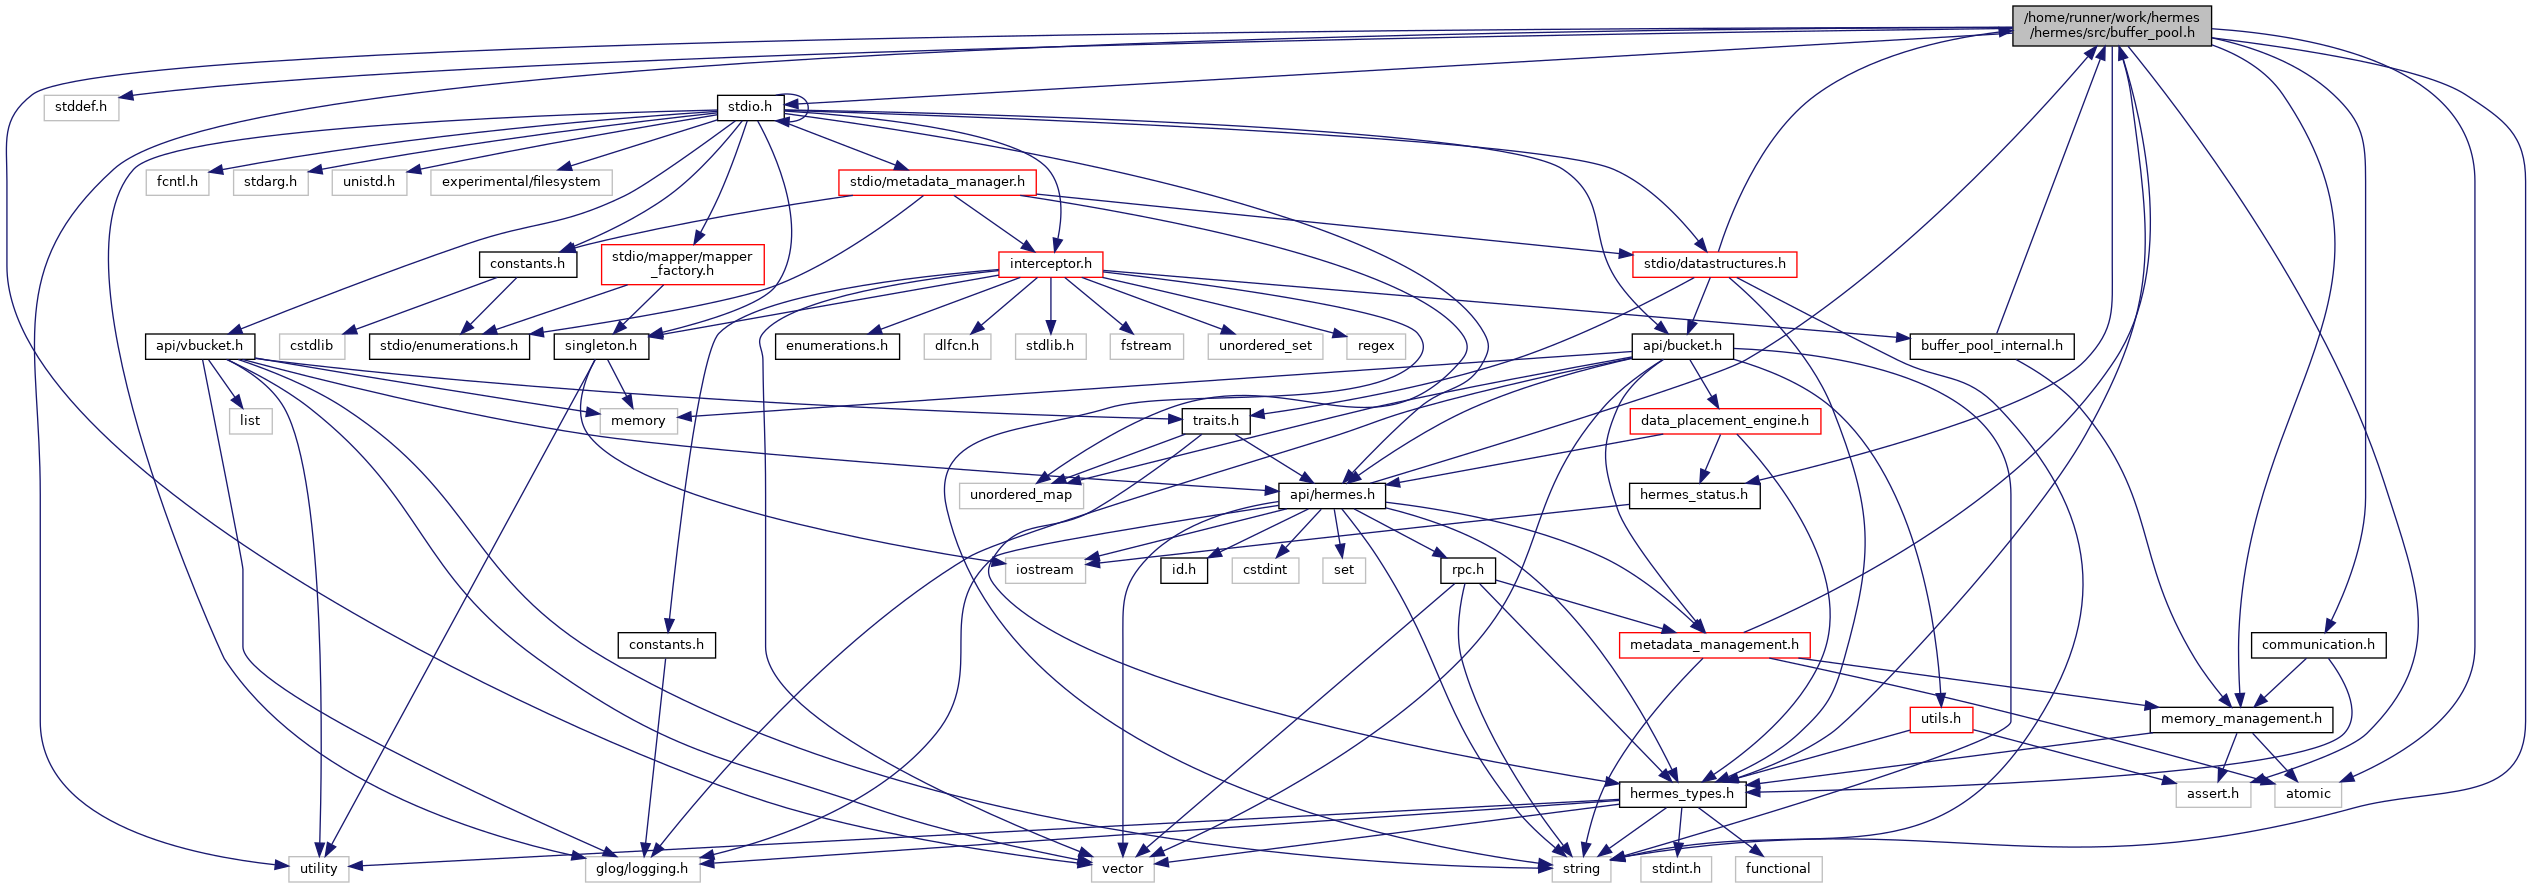 /home/runner/work/hermes
/hermes/src/buffer_pool.h
stddef.h
stdio.h
fcntl.h
stdarg.h
unistd.h
experimental/filesystem
stdio/metadata_manager.h
constants.h
stdio/mapper/mapper
_factory.h
interceptor.h
stdio/datastructures.h
api/vbucket.h
cstdlib
stdio/enumerations.h
singleton.h
enumerations.h
dlfcn.h
stdlib.h
fstream
unordered_set
regex
api/bucket.h
buffer_pool_internal.h
list
memory
traits.h
data_placement_engine.h
unordered_map
api/hermes.h
hermes_status.h
iostream
id.h
cstdint
set
rpc.h
constants.h
metadata_management.h
communication.h
utils.h
memory_management.h
hermes_types.h
assert.h
atomic
utility
glog/logging.h
vector
string
stdint.h
functional